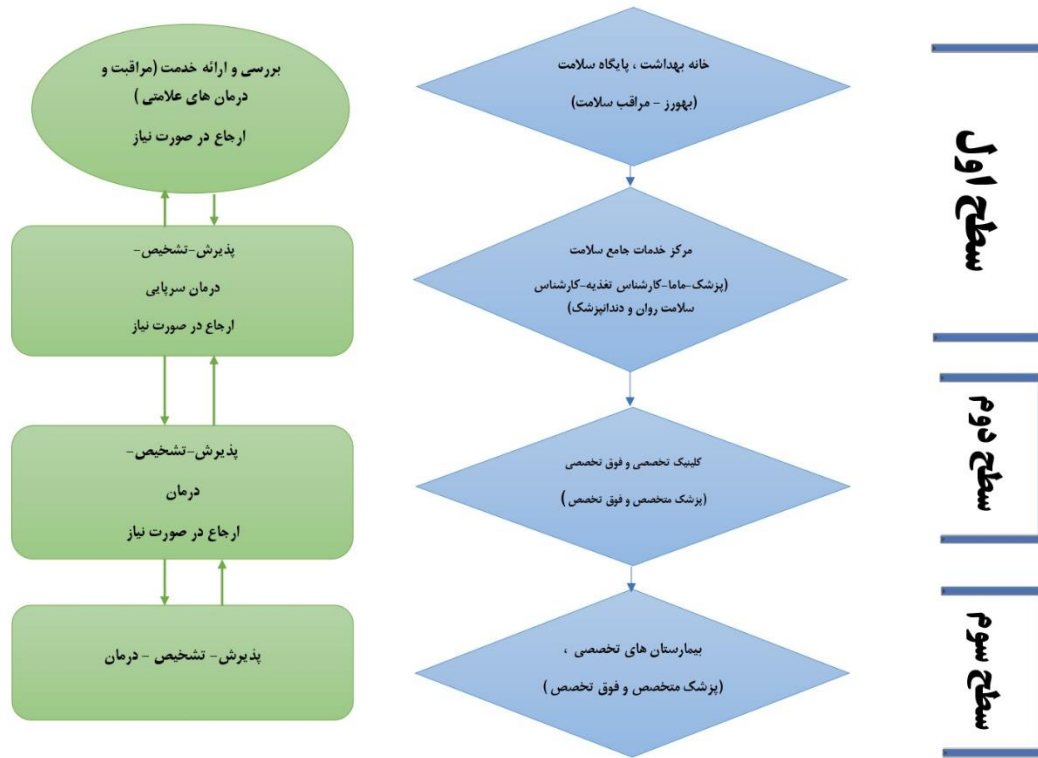 سطح اول
خانه بهداشت ، پایگاه سلامت
(بهورز – مراقب سلامت)
بررسی و ارائه خدمت (مراقبت و
درمان های علامتی )
ارجاع در صورت نیاز
مرکز خدمات جامع سلامت
(پزشک-ماما-کارشناس تغذیه-کارشناس
سلامت روان و دندانپزشک)
پذیرش-تشخیص-
درمان سرپایی
ارجاع در صورت نیاز
سطح دوم
کلینیک تخصصی و فوق تخصصی
(پزشک متخصص و فوق تخصص )
پذیرش-تشخیص-
درمان
ارجاع در صورت نیاز
سطح سوم
بیمارستان های تخصصی ،
(پزشک متخصص و فوق تخصص )
پذیرش- تشخیص – درمان